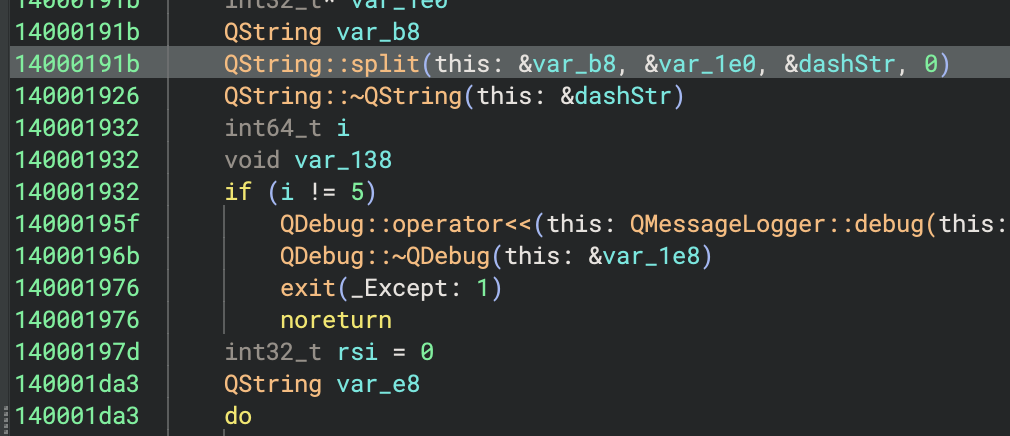 14000191b int32_t* var_1e0
14000191b QString var_b8
14000191b QString::split(this: &var_b8, &var_1e0, &dashStr, 0)
140001926 QString::~QString(this: &dashStr)
140001932 int64_t i
140001932 void var_138
140001932 if (i != 5)
14000195f QDebug::operator<<(this: QMessageLogger::debug(this:
14000196b QDebug::~QDebug(this: &var_1e8)
140001976 exit(_Except: 1)
140001976 noreturn
14000197d int32_t rsi = 0
140001da3 QString var_e8
140001da3 do